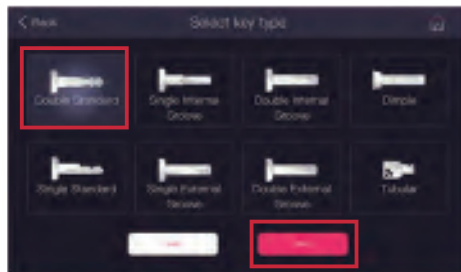 Back
Select key type
Double Standard
Single Internal
Groove
Double Internal
Groove
Dimple
Single Standard
Single External
Groove
Double External
Groove
Tubular